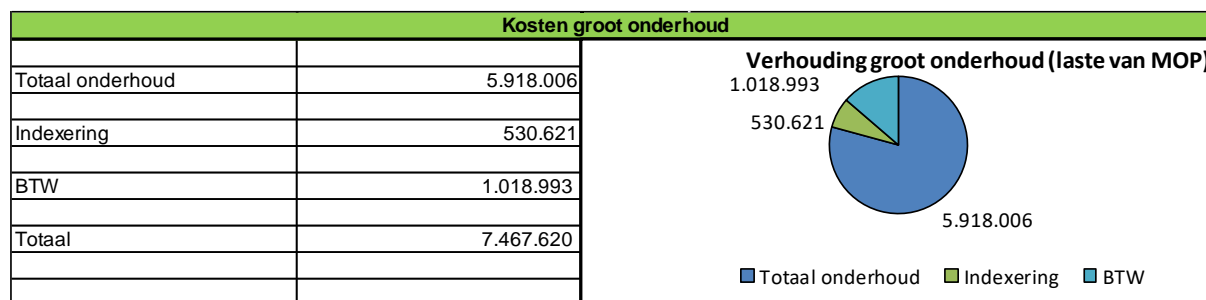 Kosten groot onderhoud
Totaal onderhoud 5.918.006
Indexering 530.621
BTW 1.018.993
Totaal 7.467.620
Verhouding groot onderhoud (laste van MOP)
1.018.993
530.621
5.918.006
Totaal onderhoud Indexering BTW